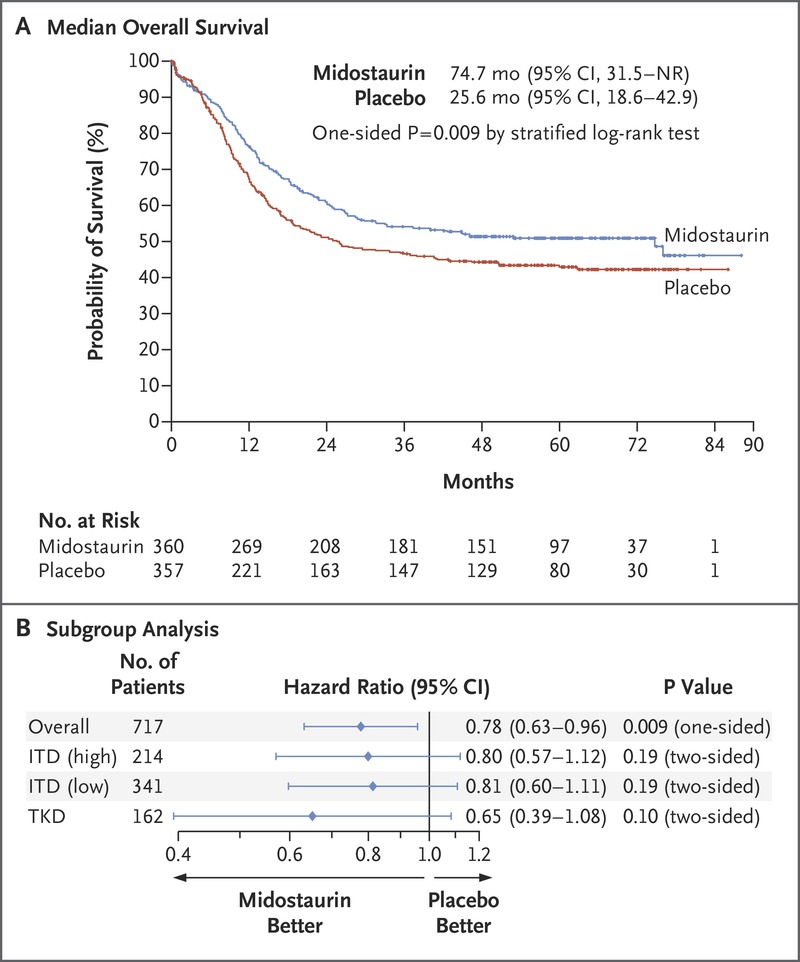 A Median Overall Survival
Midostaurin 74.7 mo (95% CI, 31.5–NR)
Placebo 25.6 mo (95% CI, 18.6–42.9)
One-sided P=0.009 by stratified log-rank test
Probability of Survival (%)
100
90
80
70
60
50
40
30
20
10
0
Midostaurin
Placebo
0 12 24 36 48 60 72 84 90
Months
No. at Risk
Midostaurin 360 269 208 181 151 97 37 1
Placebo 357 221 163 147 129 80 30 1
B Subgroup Analysis
No. of
Patients Hazard Ratio (95% CI) P Value
Overall 717 0.78 (0.63–0.96) 0.009 (one-sided)
ITD (high) 214 0.80 (0.57–1.12) 0.19 (two-sided)
ITD (low) 341 0.81 (0.60–1.11) 0.19 (two-sided)
TKD 162 0.65 (0.39–1.08) 0.10 (two-sided)
0.4 0.6 0.8 1.0 1.2
Midostaurin Placebo
Better Better